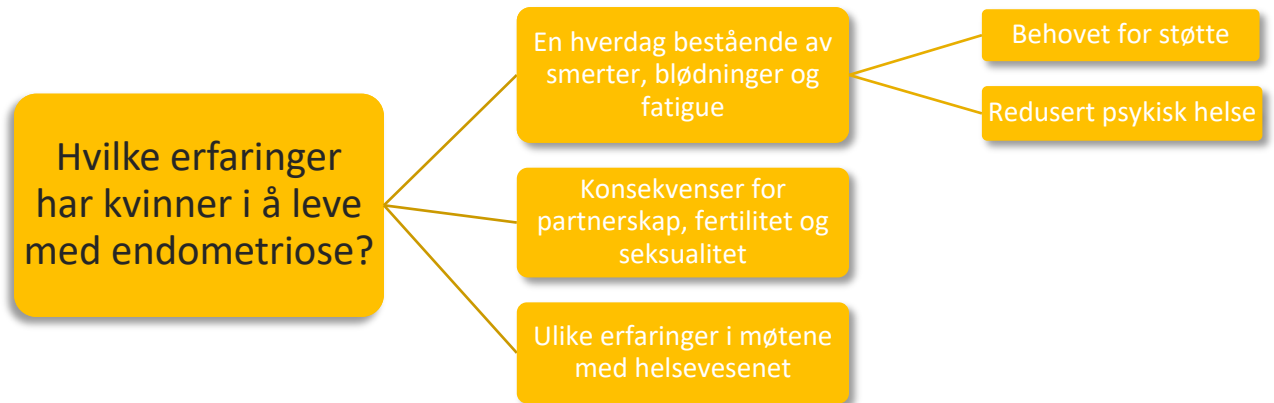 Hvilke erfaringer
har kvinner i å leve
med endometriose?
En hverdag bestående av
smerter, blødninger og
fatigue
Behovet for støtte
Redusert psykisk helse
Konsekvenser for
partnerskap, fertilitet og
seksualitet
Ulike erfaringer i møtene
med helsevesenet